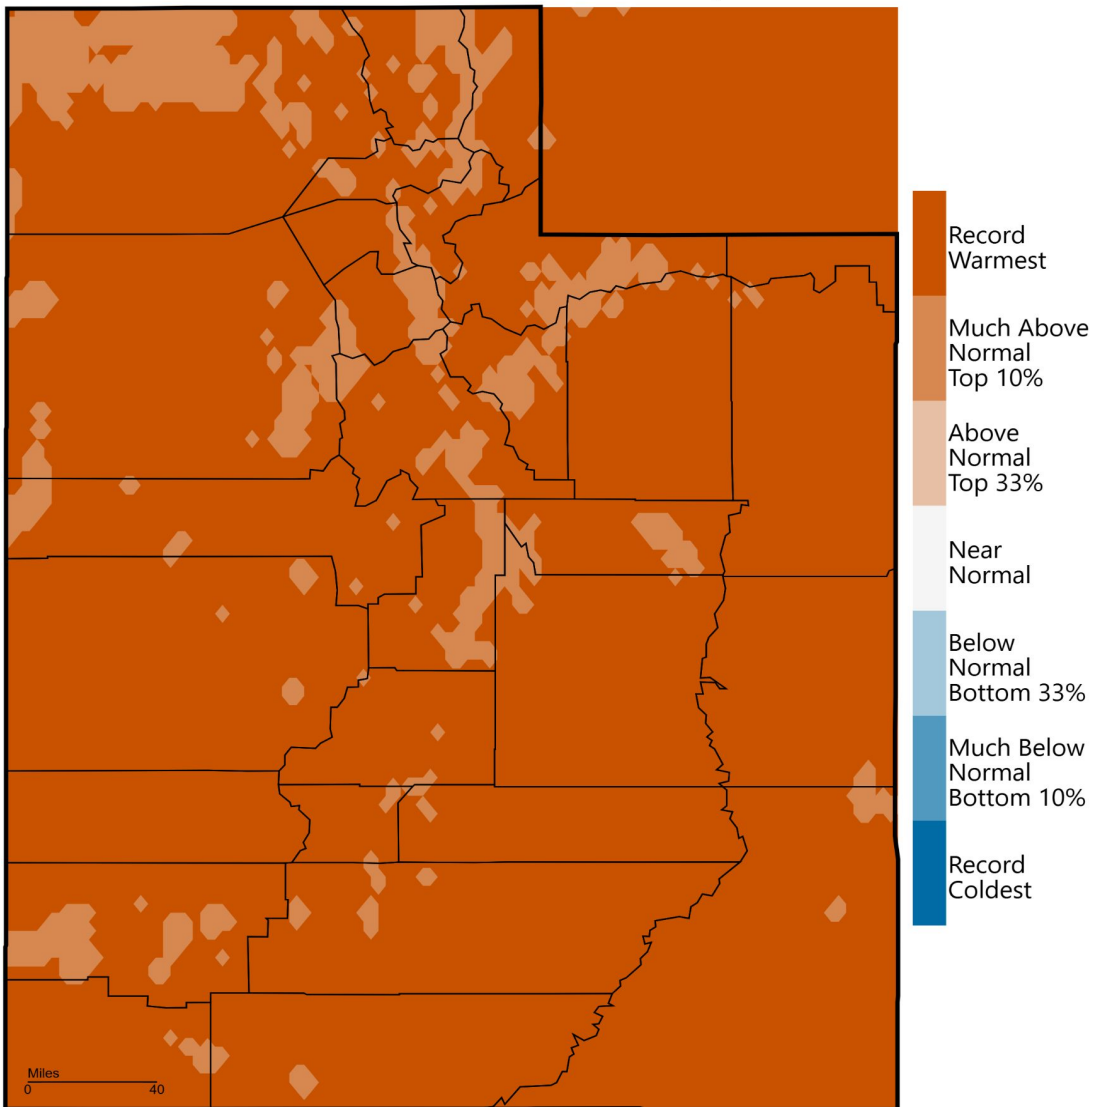 Record
Warmest
Much Above
Normal
Top 10%
Above
Normal
Top 33%
Near
Normal
Below
Normal
Bottom 33%
Much Below
Normal
Bottom 10%
Record
Coldest
Miles
0 40